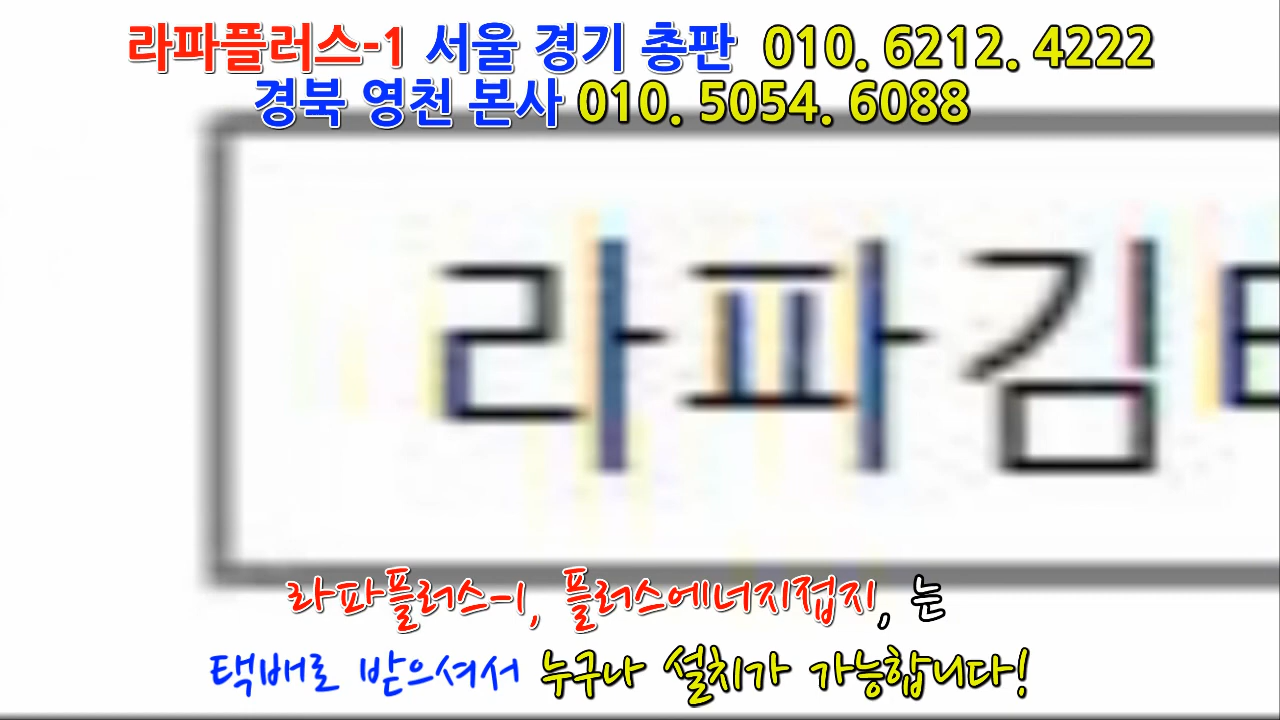 라파플러스-1 서울 경기 총판 010. 6212. 4222
경북 영천 본사 010. 5054. 6088
라파김
라파플러스-1, 플러스에너지접지, 는
택배로 받으셔서 누구나 설치가 가능합니다!